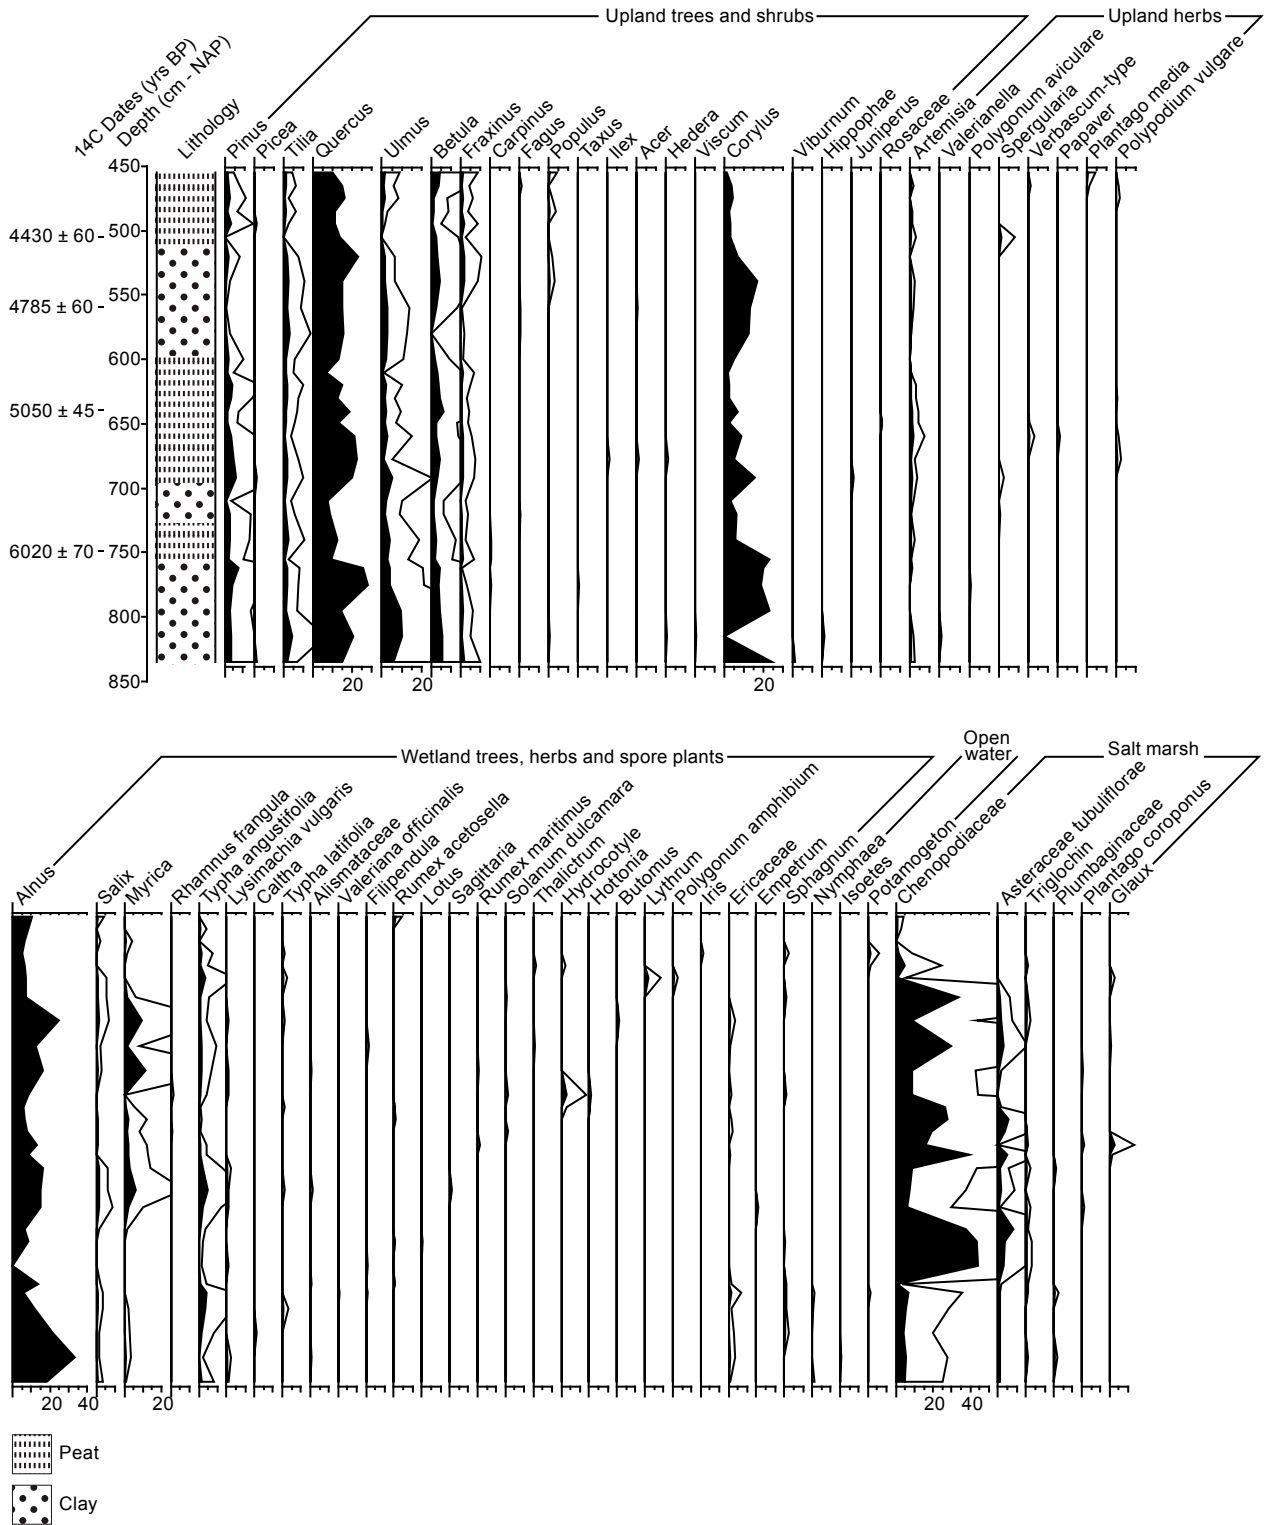 Upland trees and shrubs
Upland herbs
14C Dates (yrs BP)
Depth (cm - NAP)
Lithology
Pinus
Picea
Tilia
Quercus
Ulmus
Betula
Fraxinus
Carpinus
Fagus
Populus
Taxus
Ilex
Acer
Hedera
Viscum
Corylus
Viburnum
Hippophae
Juniperus
Rosaceae
Artemisia
Valerianella
Polygonum aviculare
Spergularia
Verbascum-type
Papaver
Plantago media
Polypodium vulgare
450
4430 ± 60
500
550
4785 ± 60
600
5050 ± 45
650
700
6020 ± 70
750
800
850
20
20
20
Wetland trees, herbs and spore plants
Open
water
Salt marsh
Alnus
Salix
Myrica
Rhamnus frangula
Typha angustifolia
Lysimachia vulgaris
Caltha
Typha latifolia
Alismataceae
Valeriana officinalis
Filipendula
Rumex acetosella
Lotus
Sagittaria
Rumex maritimus
Solanum dulcamara
Thalictrum
Hydrocotyle
Hottonia
Butomus
Lythrum
Polygonum amphibium
Iris
Ericaceae
Empetrum
Sphagnum
Nymphaea
Isoetes
Potamogeton
Chenopodiaceae
Asteraceae tubuliflorae
Triglochin
Plumbaginaceae
Plantago coroponus
Glaux
20 40
20
20 40
Peat
Clay